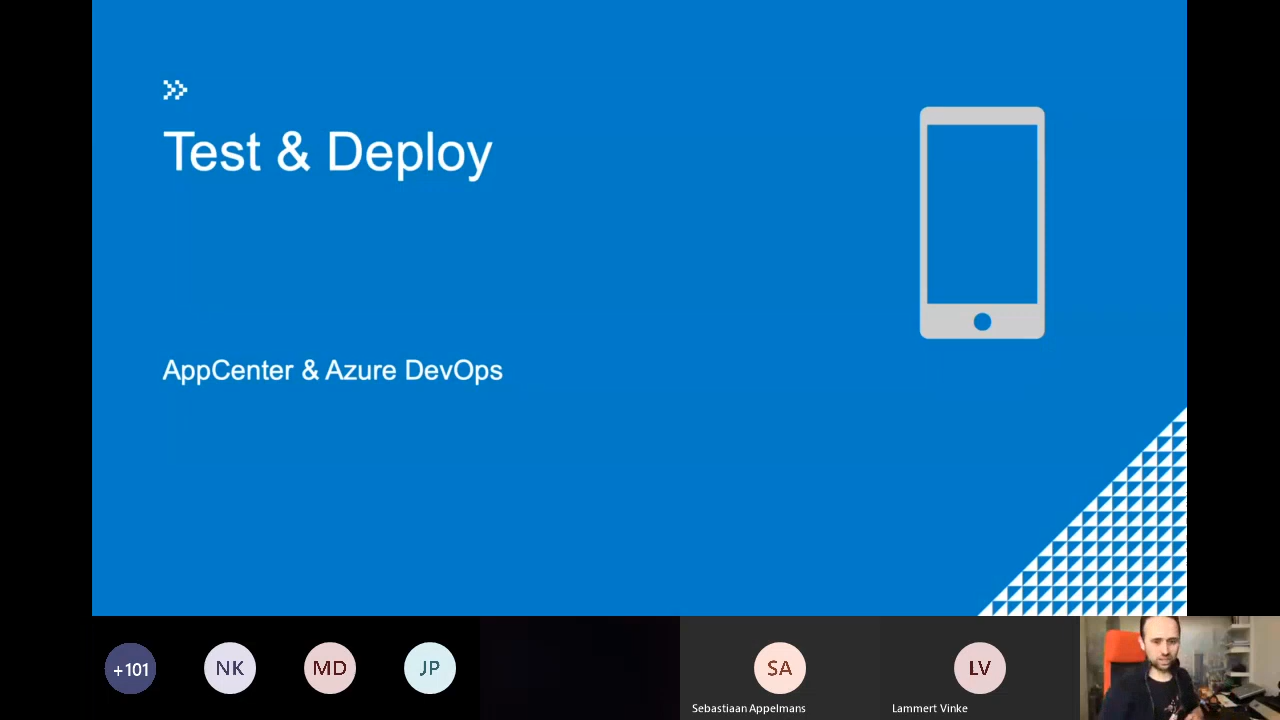 Test & Deploy
AppCenter & Azure DevOps
+101
NK
MD
JP
SA
LV
Sebastiaan Appelmans
Lammert Vinke